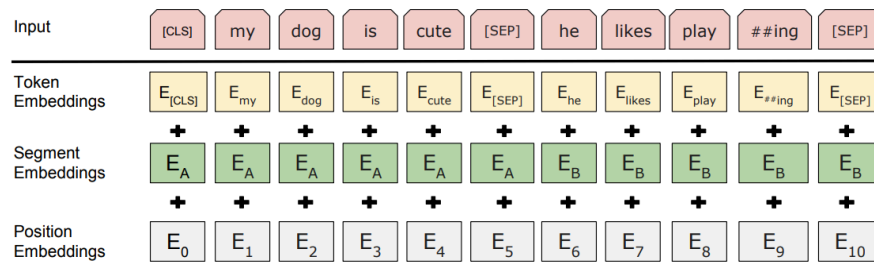 Input [CLS] my dog is cute [SEP] he likes play ##ing [SEP]
Token Embeddings E[CLS] Emy Edog Eis Ecute E[SEP] Ehe Elikes Eplay E##ing E[SEP]
+ + + + + + + + + + +
Segment Embeddings EA EA EA EA EA EA EB EB EB EB EB
+ + + + + + + + + + +
Position Embeddings E0 E1 E2 E3 E4 E5 E6 E7 E8 E9 E10